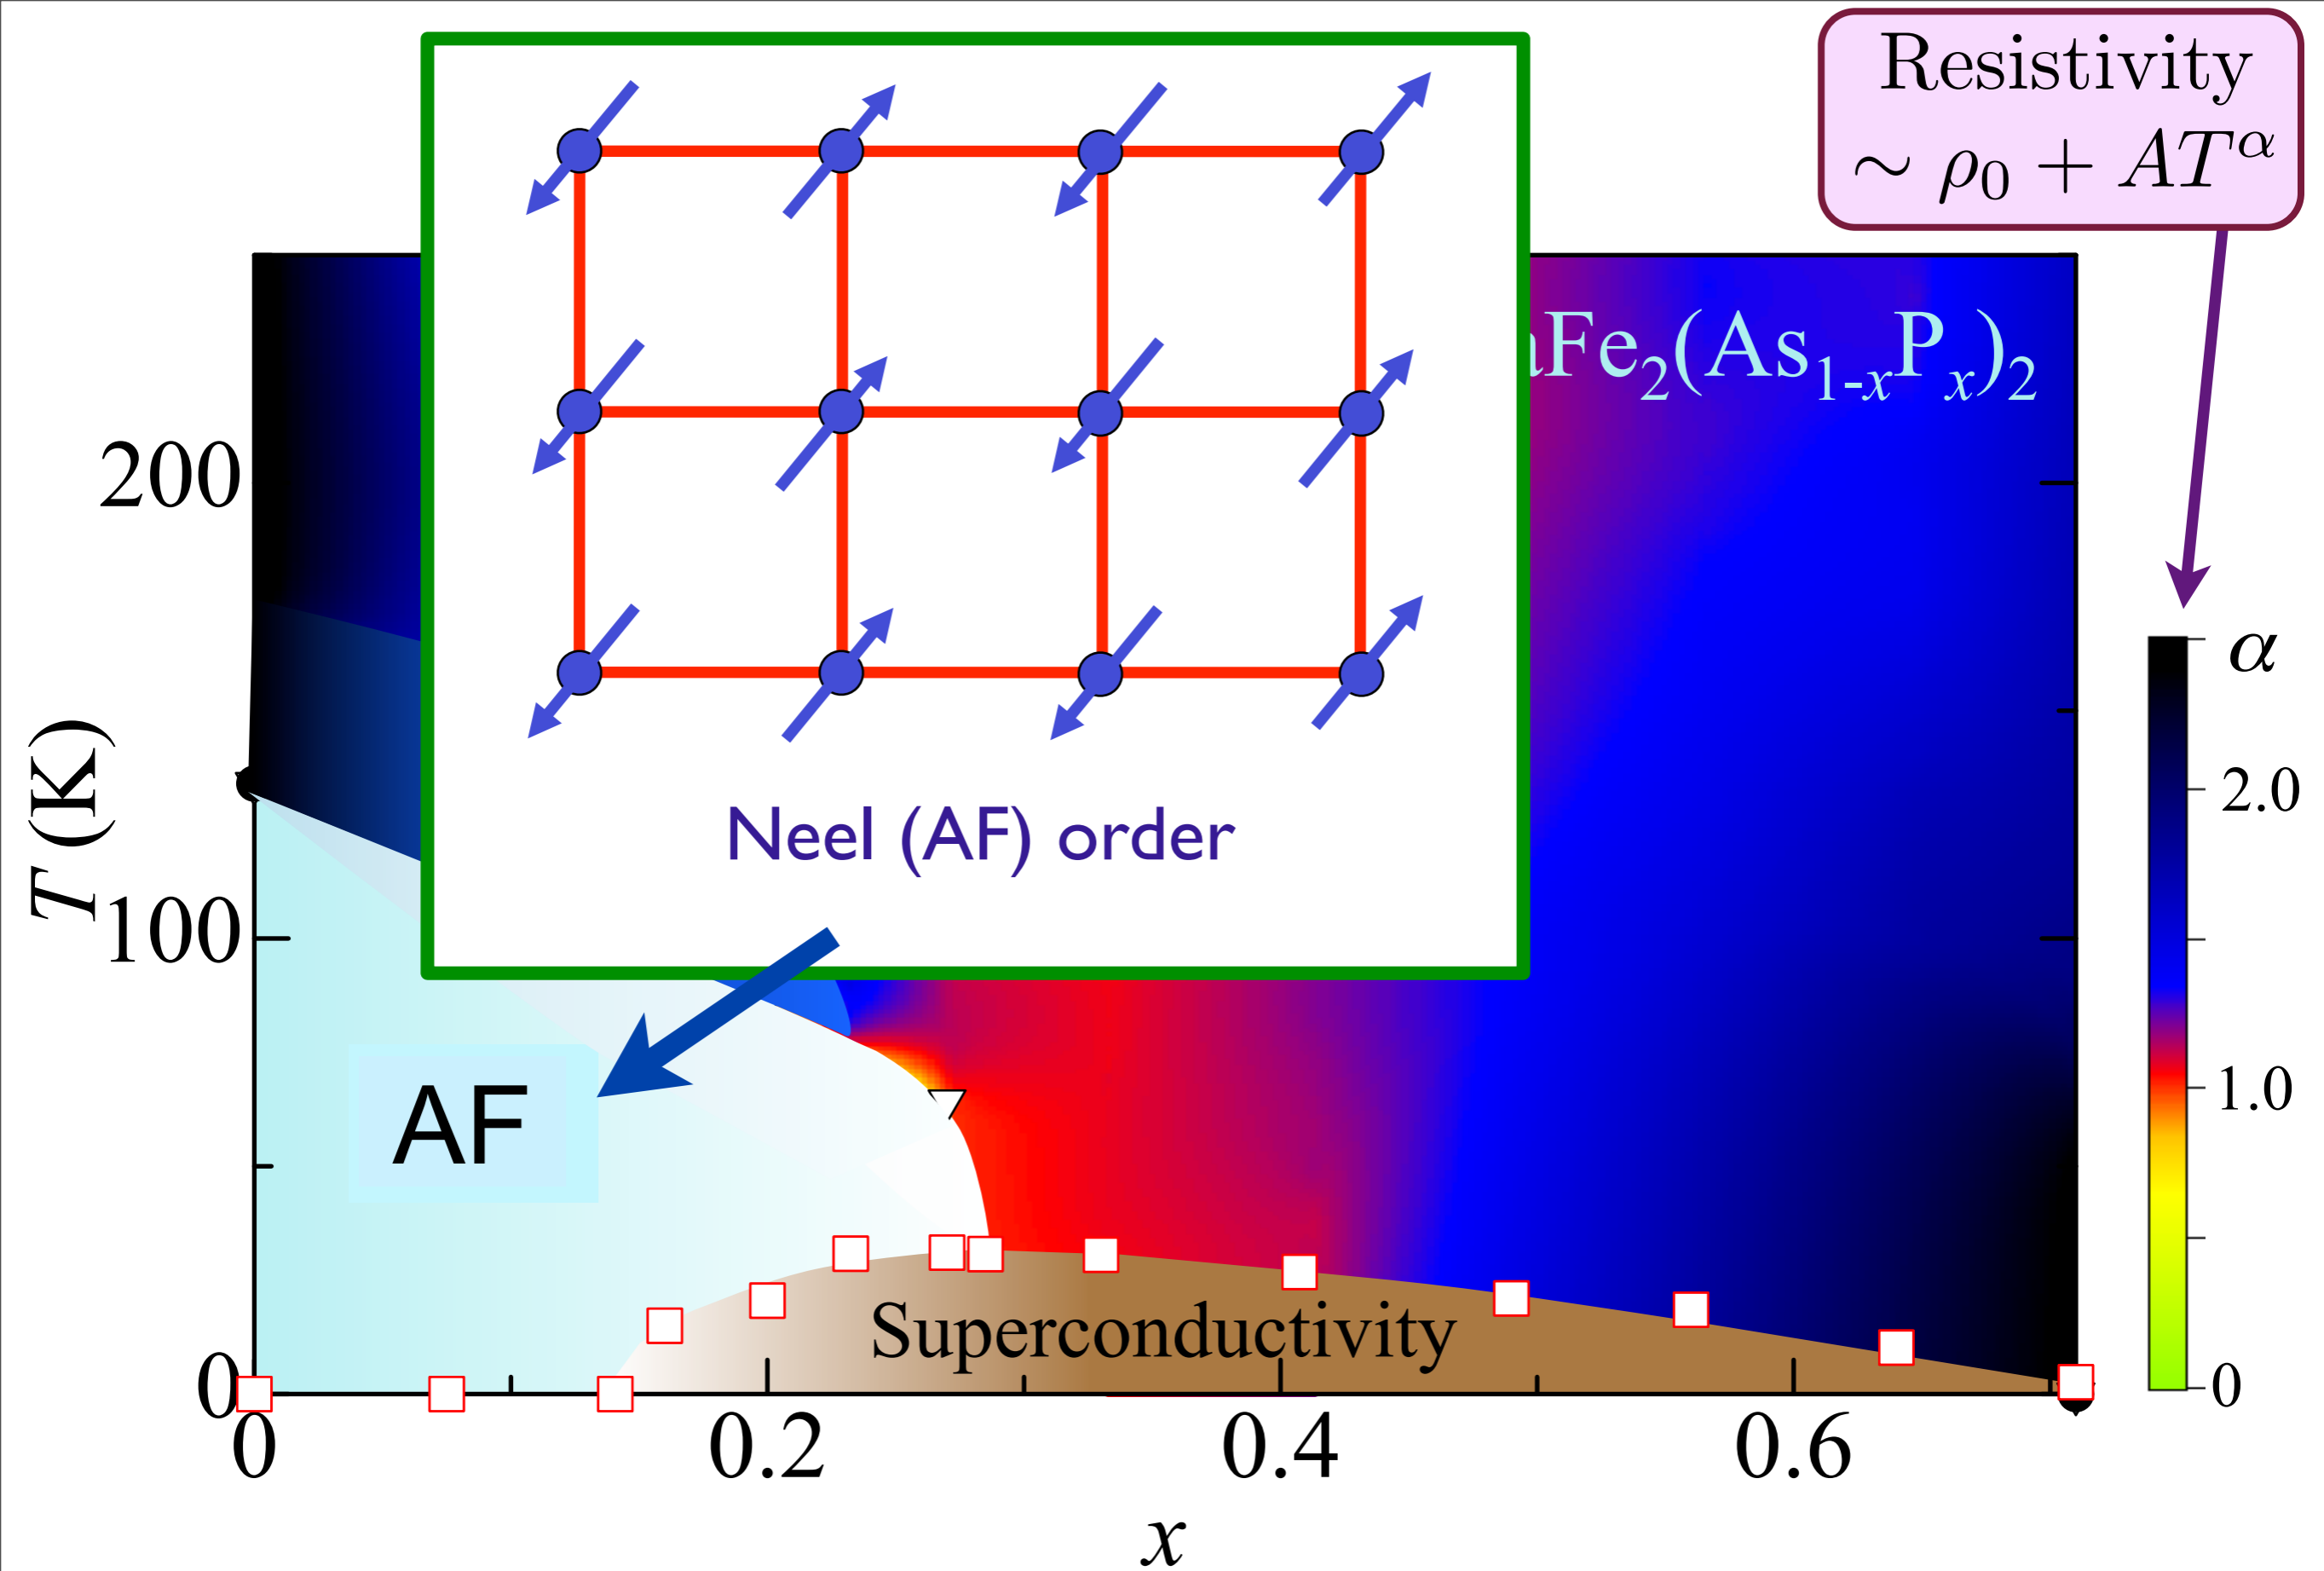 Resistivity
∼ ρ₀ + AT^α
aFe₂(As₁₋ₓPₓ)₂
200
T (K)
100
0
Neel (AF) order
AF
Superconductivity
α
2.0
1.0
0
0
0.2
0.4
0.6
x